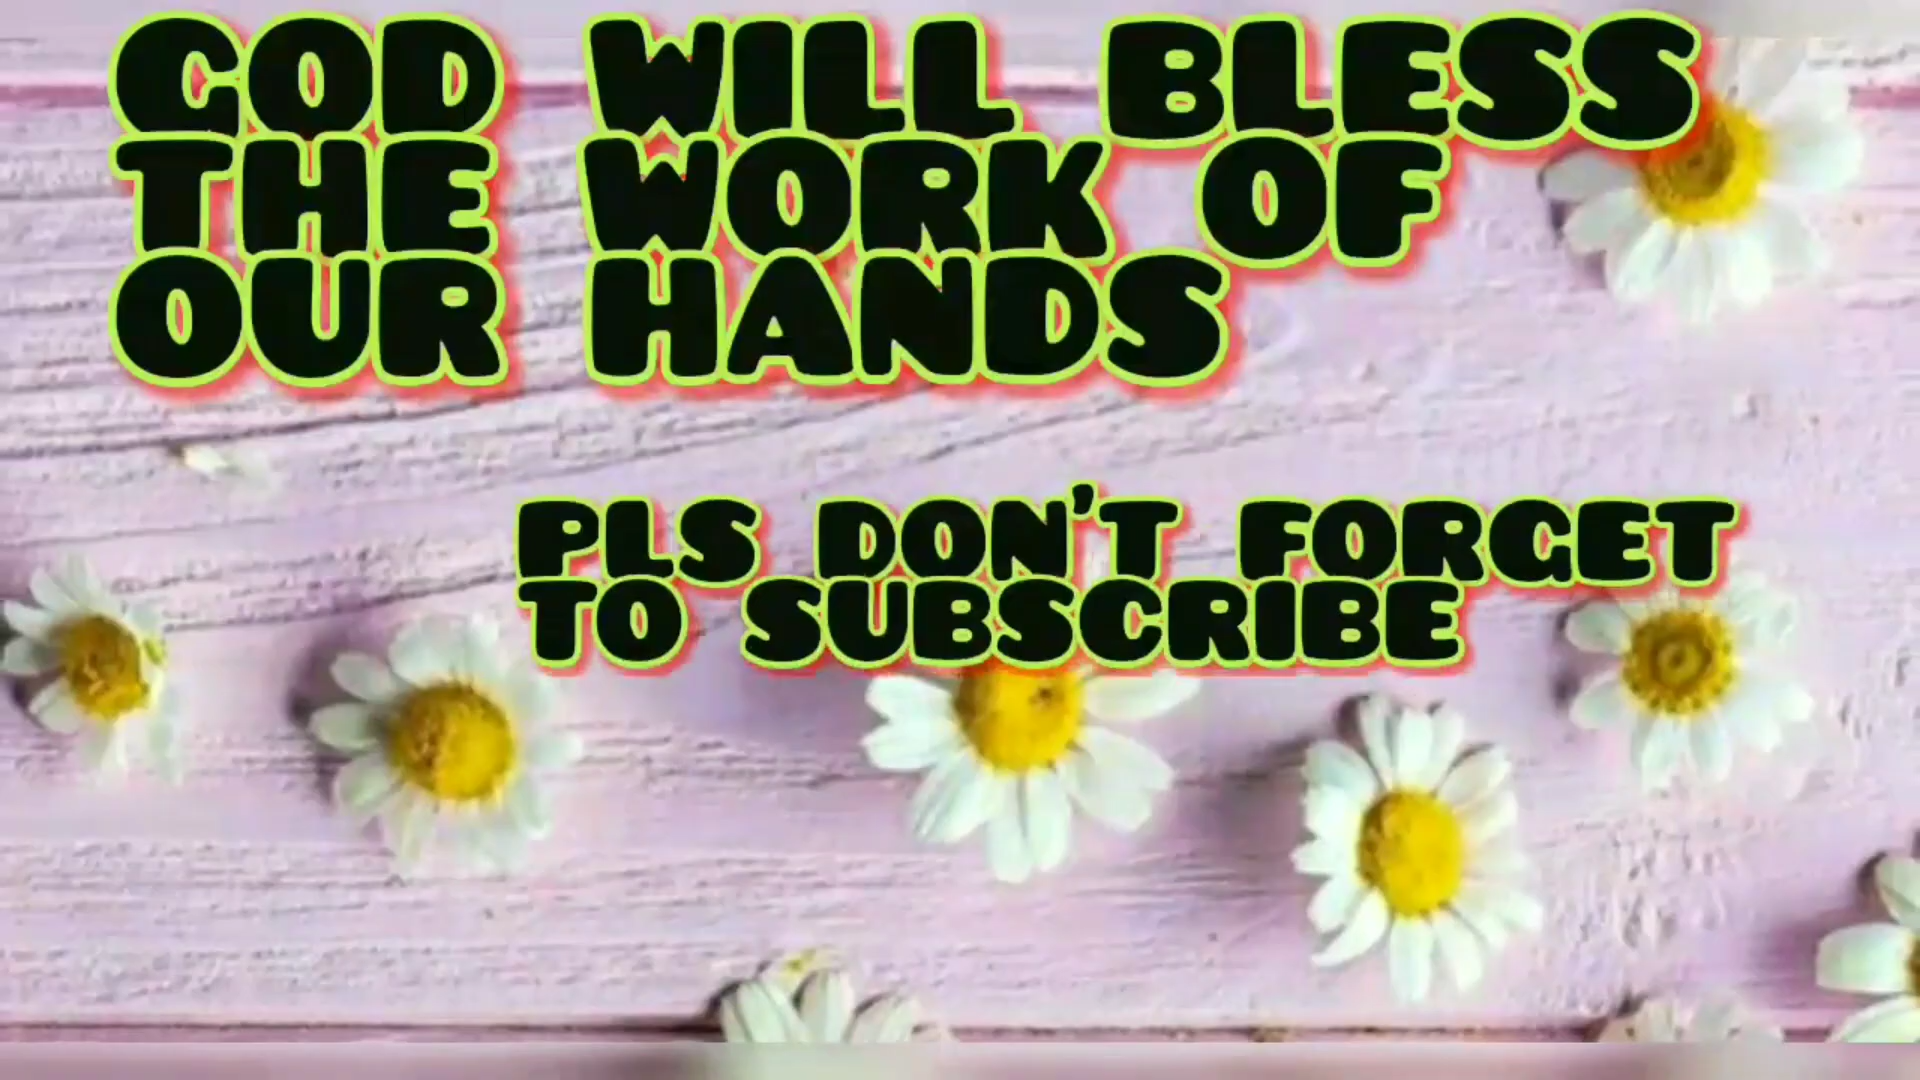 GOD WILL BLESS
THE WORK OF
OUR HANDS
PLS DON'T FORGET
TO SUBSCRIBE